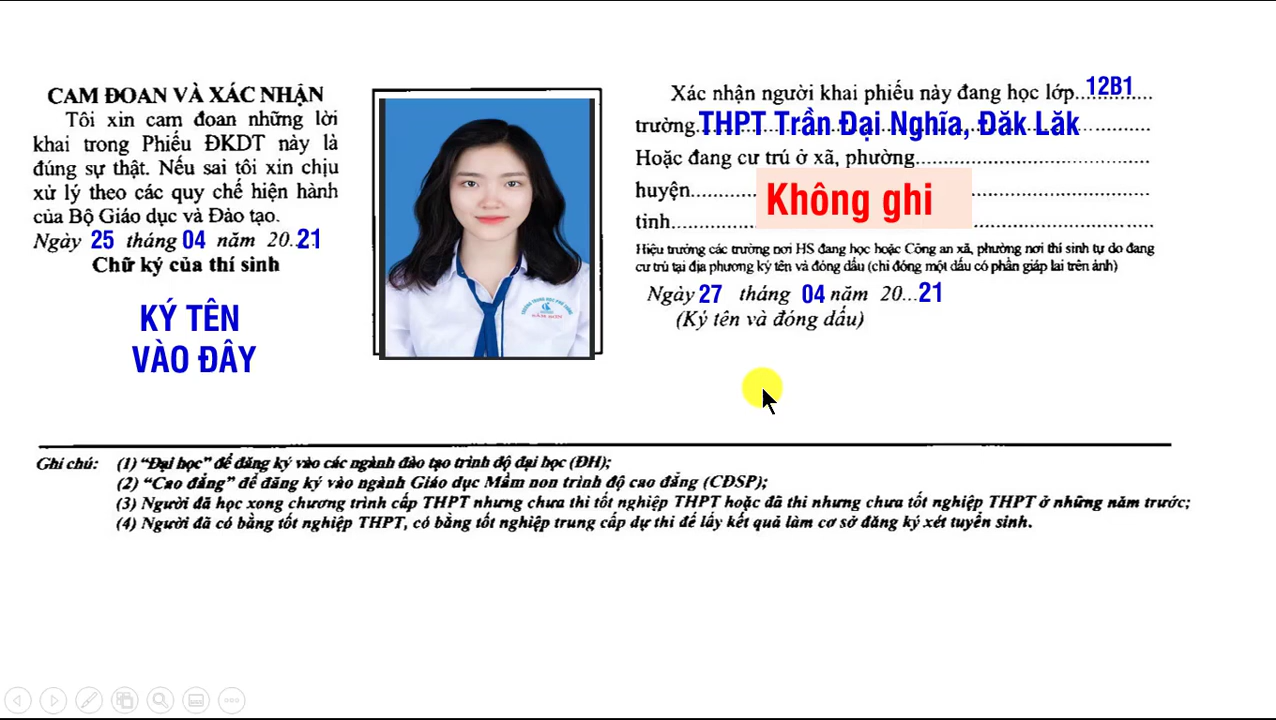 CAM ĐOAN VÀ XÁC NHẬN
Tôi xin cam đoan những lời
khai trong Phiếu ĐKDT này là
đúng sự thật. Nếu sai tôi xin chịu
xử lý theo các quy chế hiện hành
của Bộ Giáo dục và Đào tạo.
Ngày 25 tháng 04 năm 20...21
Chữ ký của thí sinh
KÝ TÊN
VÀO ĐÂY
Xác nhận người khai phiếu này đang học lớp...12B1...
trường...THPT Trần Đại Nghĩa, Đăk Lăk...
Hoặc đang cư trú ở xã, phường...
huyện...
Không ghi
tỉnh...
Hiệu trưởng các trường nơi HS đang học hoặc Công an xã, phường nơi thí sinh tự do đang
cư trú tại địa phương ký tên và đóng dấu (chỉ đóng một dấu có phần giáp lai trên ảnh)
Ngày 27 tháng 04 năm 20...21
(Ký tên và đóng dấu)
Ghi chú: (1) “Đại học” để đăng ký vào các ngành đào tạo trình độ đại học (ĐH);
(2) “Cao đẳng” để đăng ký vào ngành Giáo dục Mầm non trình độ cao đẳng (CĐSP);
(3) Người đã học xong chương trình cấp THPT nhưng chưa thi tốt nghiệp THPT hoặc đã thi nhưng chưa tốt nghiệp THPT ở những năm trước;
(4) Người đã có bằng tốt nghiệp THPT, có bằng tốt nghiệp trung cấp dự thi để lấy kết quả làm cơ sở đăng ký xét tuyển sinh.